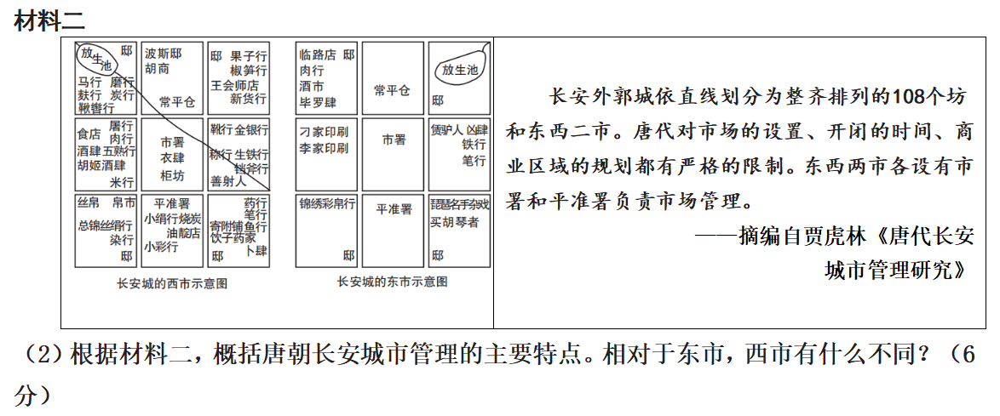 材料二
放生池 邸
马行 磨行
麸行 炭行
鞦辔行
波斯邸
胡商
常平仓
邸 果子行
椒笋行
王会师店
新货行
食店 屠行
肉行
酒肆 五熟行
胡姬酒肆
米行
市署
衣肆
柜坊
靴行 金银行
称行 生铁行
铛斧行
善射人
丝帛 帛市
总锦丝绢行
染行
邸
平准署
小绢行 烧炭
油靛店
小彩行
药行
笔行
寄附铺 鱼行
饮子药家
邸 卜肆
长安城的西市示意图
临路店 邸
肉行
酒市
毕罗肆
常平仓
放生池
邸
刁家印刷
李家印刷
市署
赁驴人 凶肆
铁行
笔行
锦绣彩帛行
邸
平准署
琵琶名手 杂戏
买胡琴者
邸
长安城的东市示意图
长安外郭城依直线划分为整齐排列的108个坊
和东西二市。唐代对市场的设置、开闭的时间、商
业区域的规划都有严格的限制。东西两市各设有市
署和平准署负责市场管理。
——摘编自贾虎林《唐代长安
城市管理研究》
（2）根据材料二，概括唐朝长安城市管理的主要特点。相对于东市，西市有什么不同？（6
分）